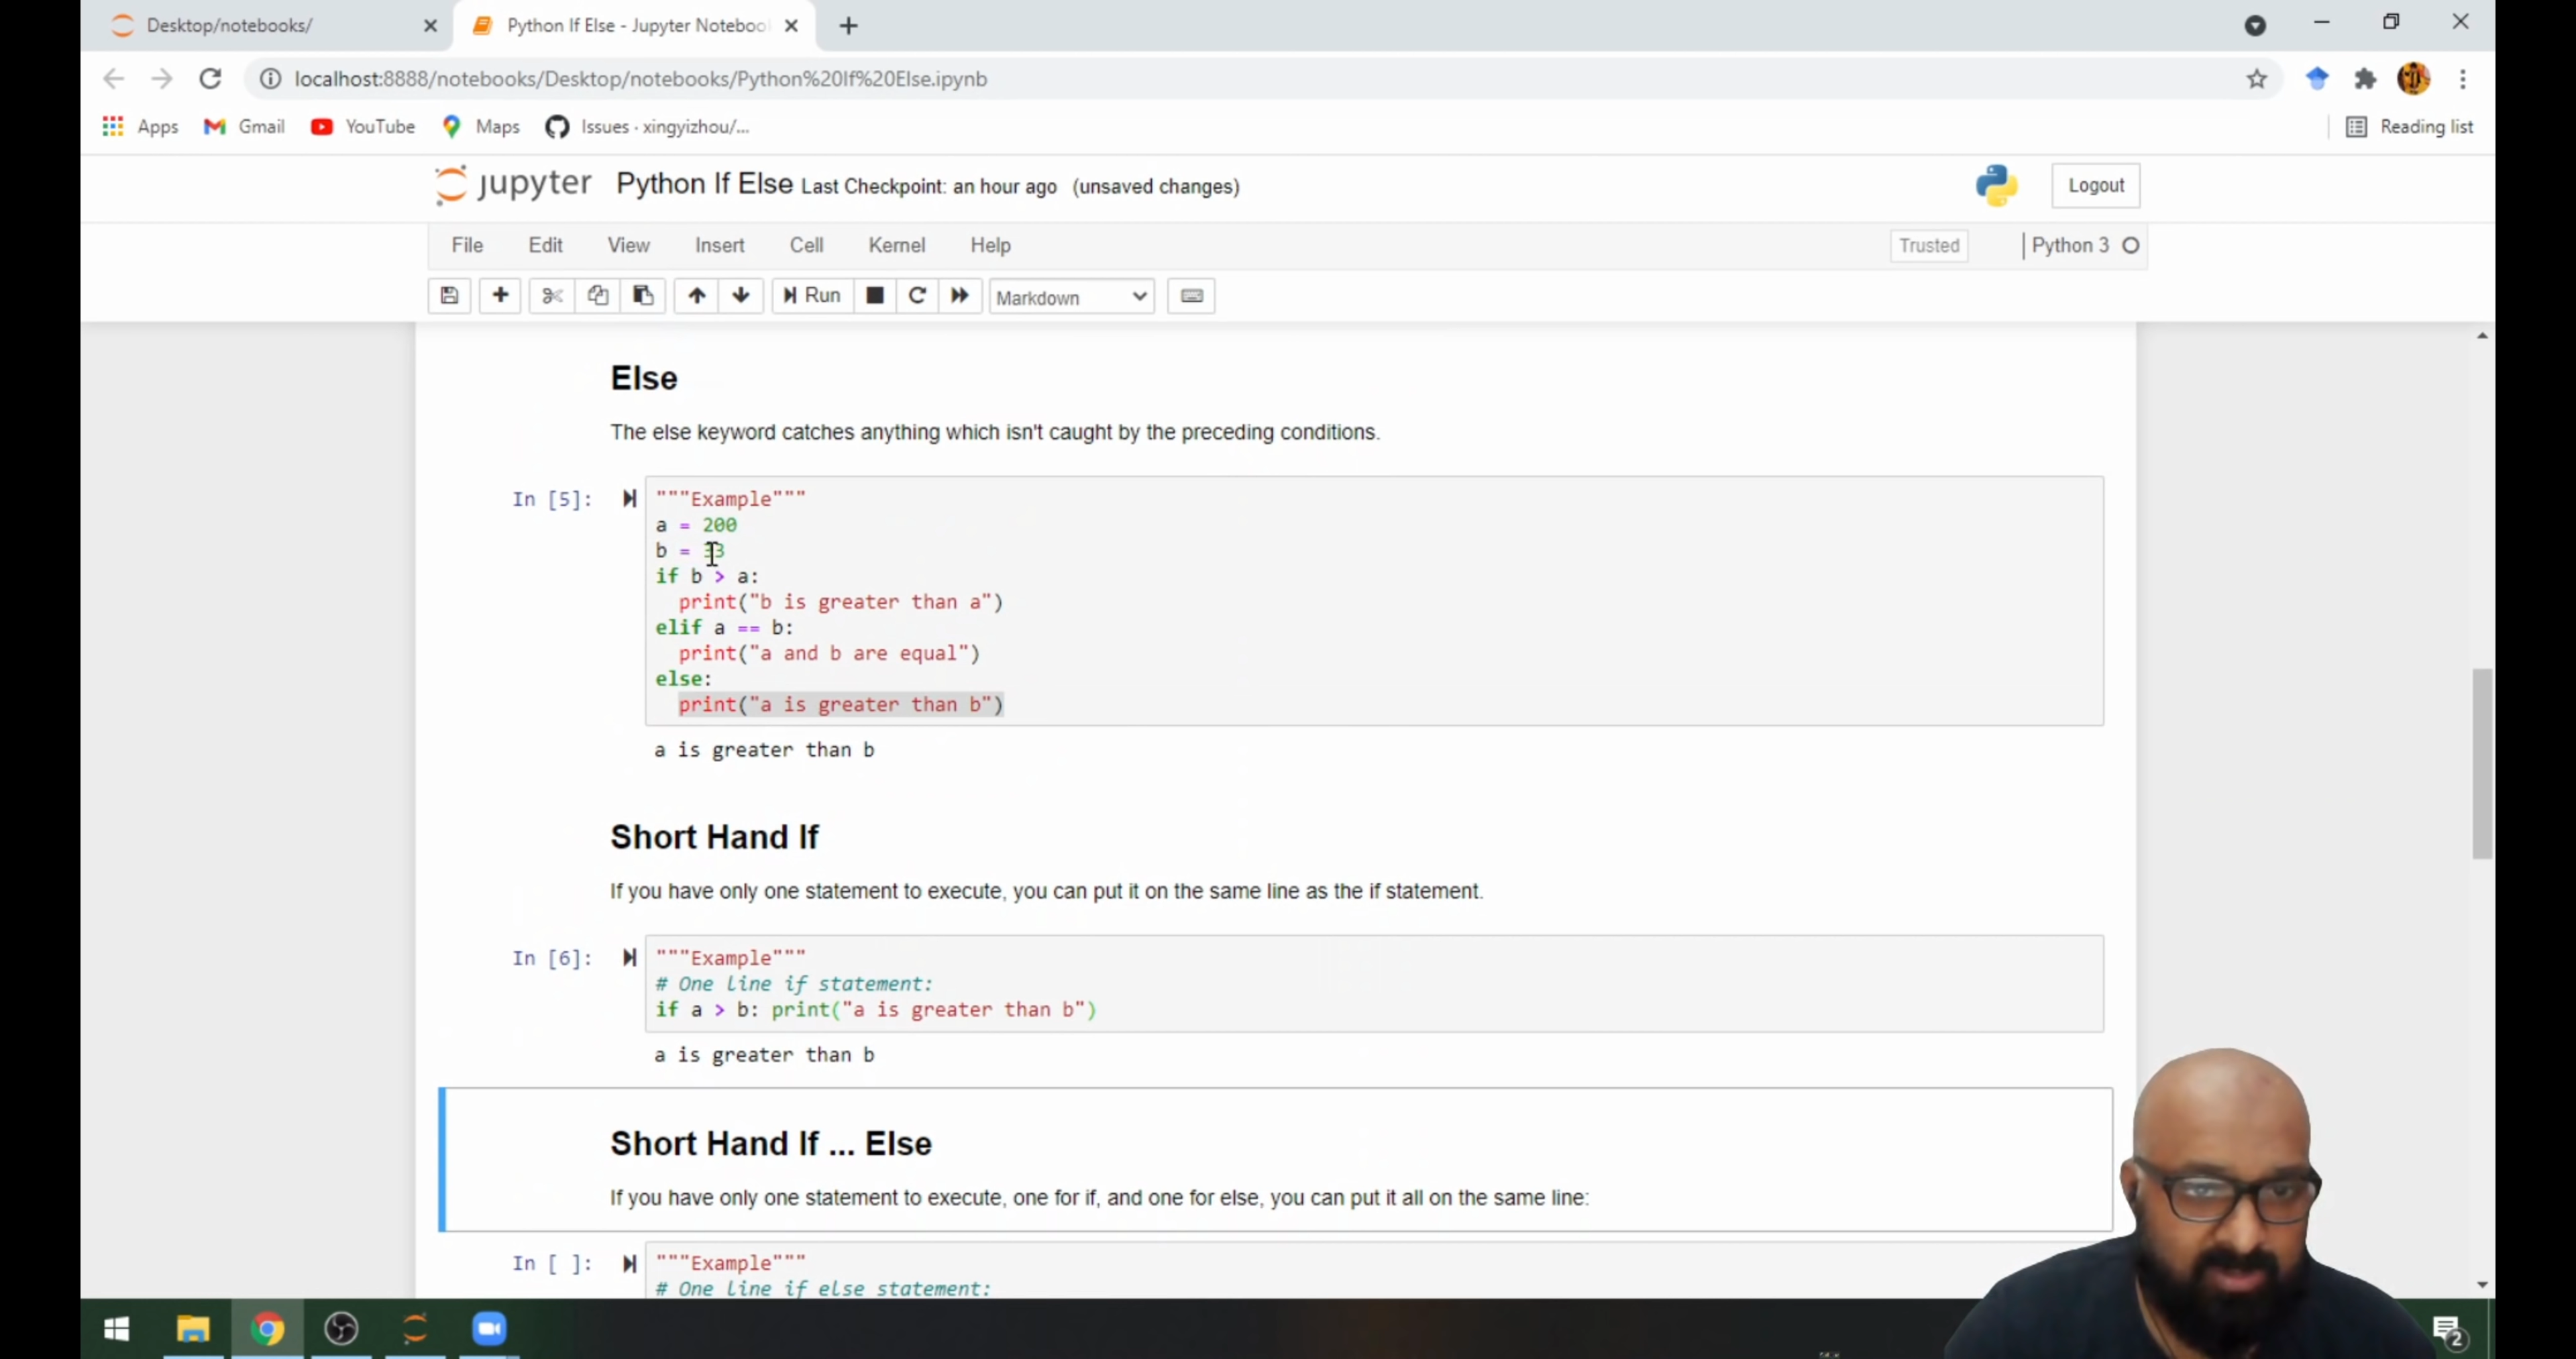 Desktop/notebooks/
Python If Else - Jupyter Noteboo
localhost:8888/notebooks/Desktop/notebooks/Python%20If%20Else.ipynb
Apps
Gmail
YouTube
Maps
Issues · xingyizhou/...
Reading list
jupyter
Python If Else Last Checkpoint: an hour ago (unsaved changes)
Logout
File
Edit
View
Insert
Cell
Kernel
Help
Trusted
Python 3
Run
Markdown
Else
The else keyword catches anything which isn't caught by the preceding conditions.
In [5]:
"""Example"""
a = 200
b = 33
if b > a:
  print("b is greater than a")
elif a == b:
  print("a and b are equal")
else:
  print("a is greater than b")
a is greater than b
Short Hand If
If you have only one statement to execute, you can put it on the same line as the if statement.
In [6]:
"""Example"""
# One line if statement:
if a > b: print("a is greater than b")
a is greater than b
Short Hand If ... Else
If you have only one statement to execute, one for if, and one for else, you can put it all on the same line:
In [ ]:
"""Example"""
# One line if else statement:
2